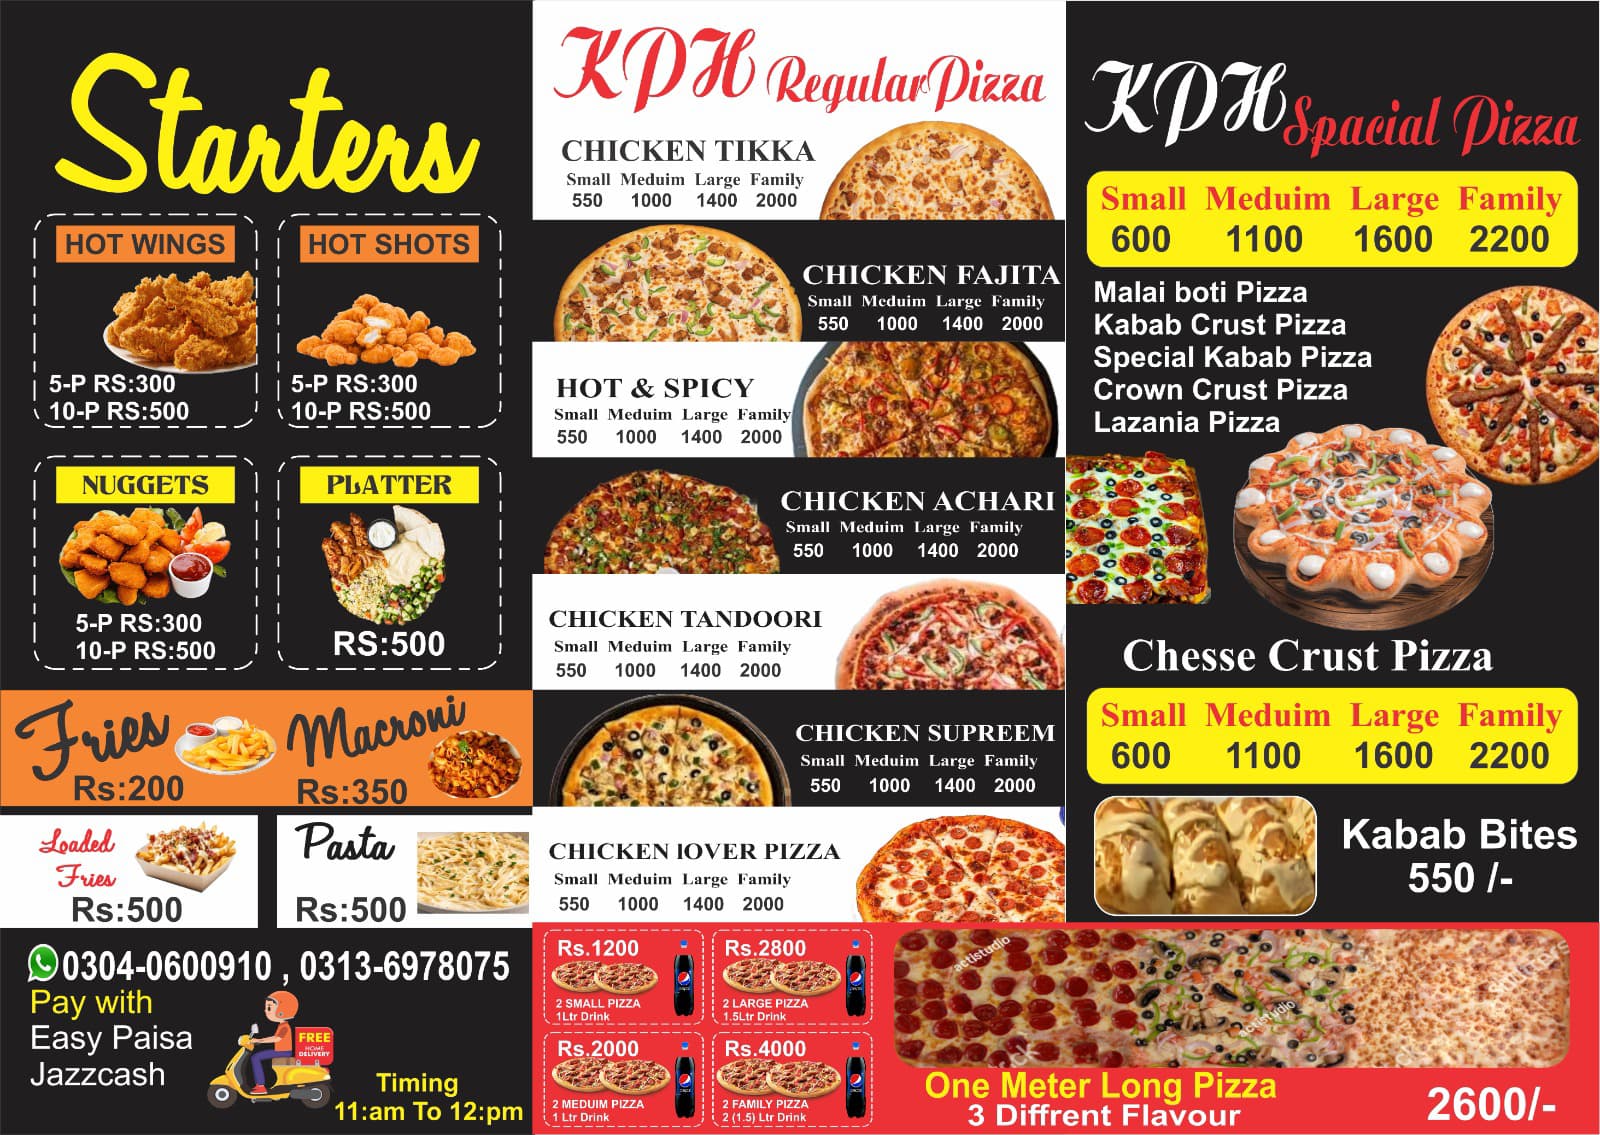 Starters
HOT WINGS
5-P RS:300
10-P RS:500
HOT SHOTS
5-P RS:300
10-P RS:500
NUGGETS
5-P RS:300
10-P RS:500
PLATTER
RS:500
Fries
Rs:200
Macroni
Rs:350
Loaded
Fries
Rs:500
Pasta
Rs:500
0304-0600910 , 0313-6978075
Pay with
Easy Paisa
Jazzcash
FREE
HOME
DELIVERY
Timing
11:am To 12:pm
KPH Regular Pizza
CHICKEN TIKKA
Small Meduim Large Family
550 1000 1400 2000
CHICKEN FAJITA
Small Meduim Large Family
550 1000 1400 2000
HOT & SPICY
Small Meduim Large Family
550 1000 1400 2000
CHICKEN ACHARI
Small Meduim Large Family
550 1000 1400 2000
CHICKEN TANDOORI
Small Meduim Large Family
550 1000 1400 2000
CHICKEN SUPREEM
Small Meduim Large Family
550 1000 1400 2000
CHICKEN lOVER PIZZA
Small Meduim Large Family
550 1000 1400 2000
Rs.1200
2 SMALL PIZZA
1Ltr Drink
Rs.2800
2 LARGE PIZZA
1.5Ltr Drink
Rs.2000
2 MEDUIM PIZZA
1 Ltr Drink
Rs.4000
2 FAMILY PIZZA
2 (1.5) Ltr Drink
KPH Spacial Pizza
Small Meduim Large Family
600 1100 1600 2200
Malai boti Pizza
Kabab Crust Pizza
Special Kabab Pizza
Crown Crust Pizza
Lazania Pizza
Chesse Crust Pizza
Small Meduim Large Family
600 1100 1600 2200
Kabab Bites
550 /-
actistudio
actistudio
One Meter Long Pizza
3 Diffrent Flavour
2600/-